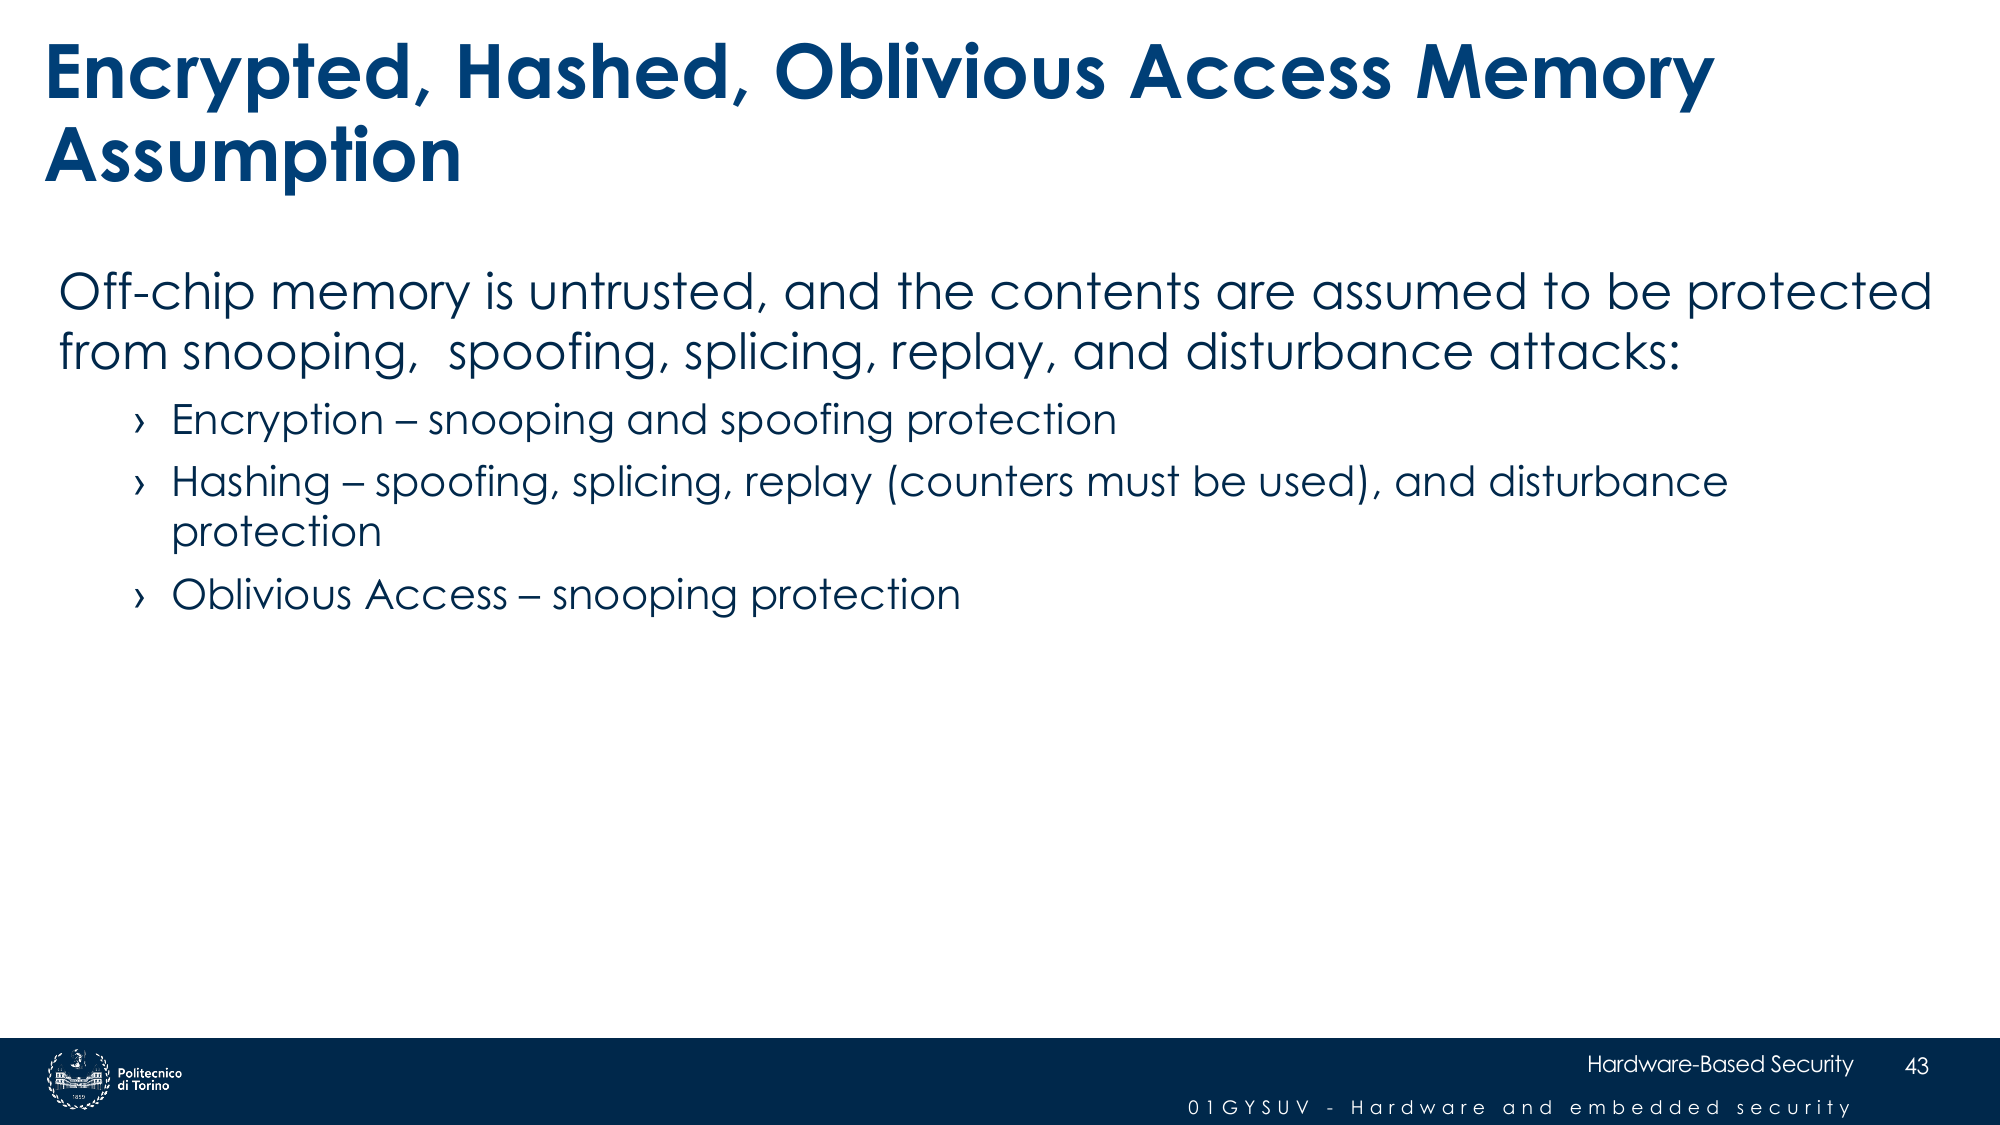 Encrypted, Hashed, Oblivious Access Memory
Assumption
Off-chip memory is untrusted, and the contents are assumed to be protected
from snooping,  spoofing, splicing, replay, and disturbance attacks:
› Encryption – snooping and spoofing protection
› Hashing – spoofing, splicing, replay (counters must be used), and disturbance
protection
› Oblivious Access – snooping protection
1859
Politecnico
di Torino
Hardware-Based Security
43
01GYSUV - Hardware and embedded security